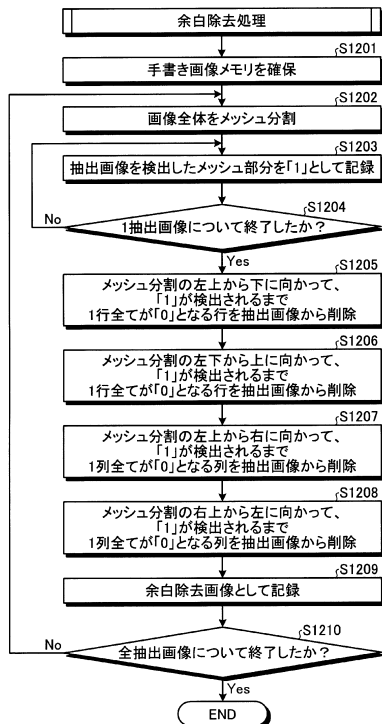 余白除去処理
S1201
手書き画像メモリを確保
S1202
画像全体をメッシュ分割
S1203
抽出画像を検出したメッシュ部分を「1」として記録
S1204
No
1抽出画像について終了したか？
Yes
S1205
メッシュ分割の左上から下に向かって、
「1」が検出されるまで
1行全てが「0」となる行を抽出画像から削除
S1206
メッシュ分割の左下から上に向かって、
「1」が検出されるまで
1行全てが「0」となる行を抽出画像から削除
S1207
メッシュ分割の左上から右に向かって、
「1」が検出されるまで
1列全てが「0」となる列を抽出画像から削除
S1208
メッシュ分割の右上から左に向かって、
「1」が検出されるまで
1列全てが「0」となる列を抽出画像から削除
S1209
余白除去画像として記録
S1210
No
全抽出画像について終了したか？
Yes
END